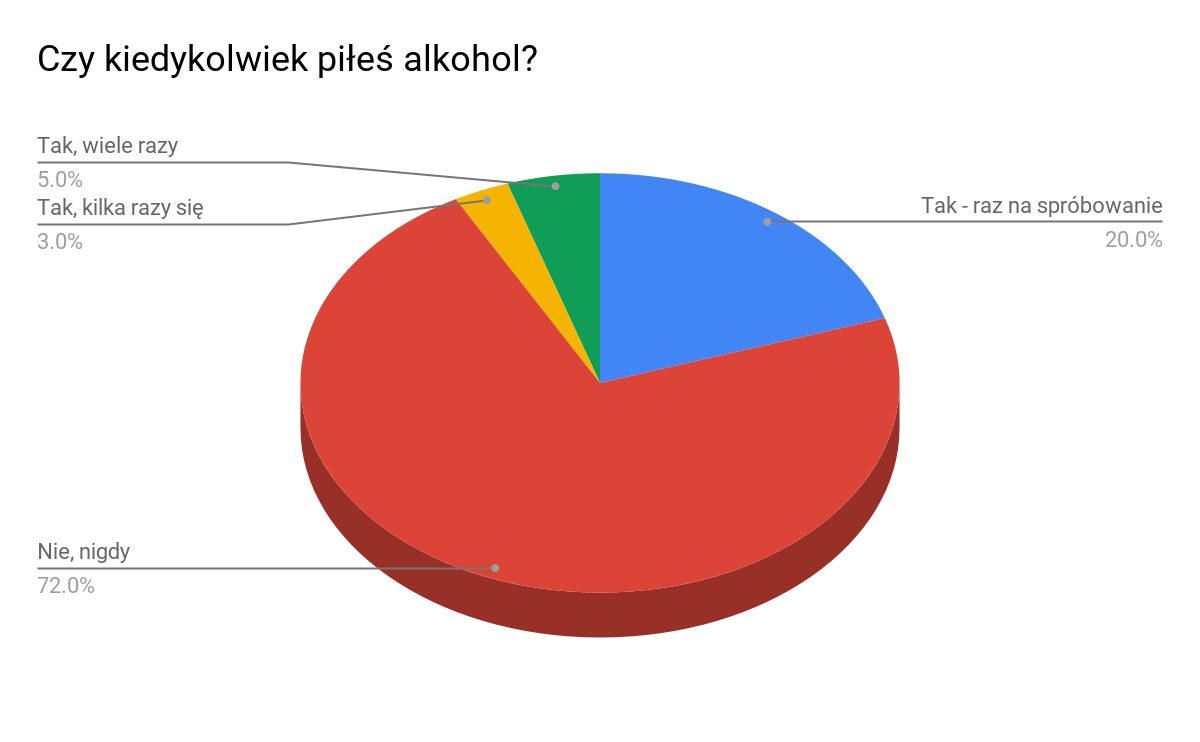 Czy kiedykolwiek piłeś alkohol?
Tak, wiele razy
5.0%
Tak, kilka razy się
3.0%
Tak - raz na spróbowanie
20.0%
Nie, nigdy
72.0%